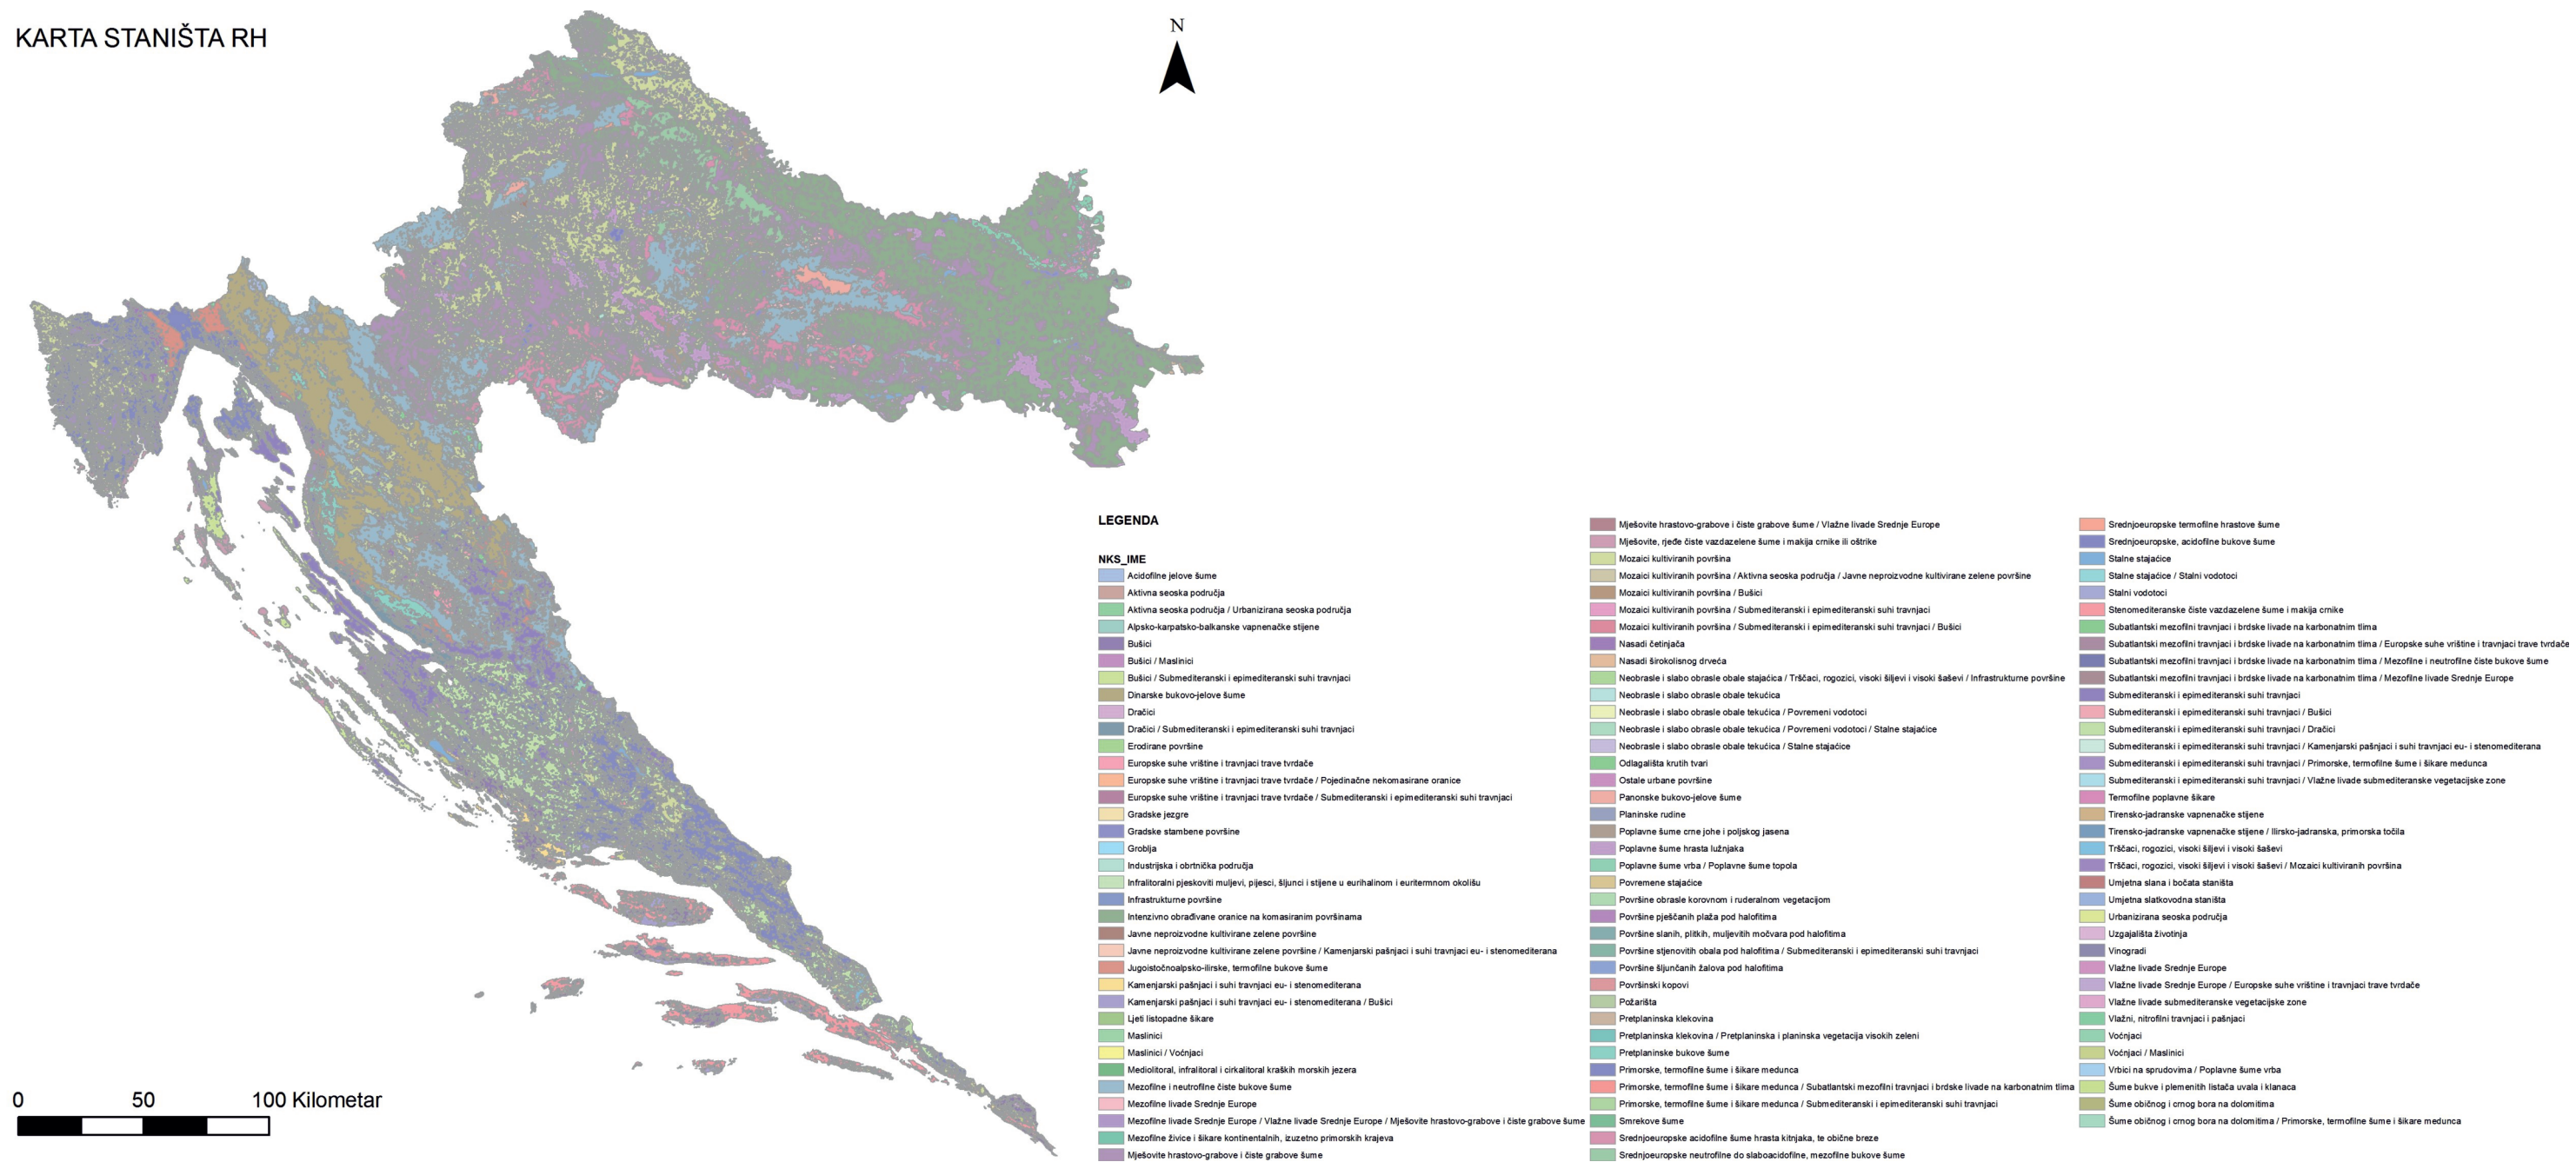 KARTA STANIŠTA RH
N
0 50 100 Kilometar
LEGENDA
NKS_IME
Acidofilne jelove šume
Aktivna seoska područja
Aktivna seoska područja / Urbanizirana seoska područja
Alpsko-karpatsko-balkanske vapnenačke stijene
Bušici
Bušici / Maslinici
Bušici / Submediteranski i epimediteranski suhi travnjaci
Dinarske bukovo-jelove šume
Dračici
Dračici / Submediteranski i epimediteranski suhi travnjaci
Erodirane površine
Europske suhe vrištine i travnjaci trave tvrdače
Europske suhe vrištine i travnjaci trave tvrdače / Pojedinačne nekomasirane oranice
Europske suhe vrištine i travnjaci trave tvrdače / Submediteranski i epimediteranski suhi travnjaci
Gradske jezgre
Gradske stambene površine
Groblja
Industrijska i obrtnička područja
Infralitoralni pjeskoviti muljevi, pijesci, šljunci i stijene u eurihalinom i euritermnom okolišu
Infrastrukturne površine
Intenzivno obrađivane oranice na komasiranim površinama
Javne neproizvodne kultivirane zelene površine
Javne neproizvodne kultivirane zelene površine / Kamenjarski pašnjaci i suhi travnjaci eu- i stenomediterana
Jugoistočnoalpsko-ilirske, termofilne bukove šume
Kamenjarski pašnjaci i suhi travnjaci eu- i stenomediterana
Kamenjarski pašnjaci i suhi travnjaci eu- i stenomediterana / Bušici
Ljeti listopadne šikare
Maslinici
Maslinici / Voćnjaci
Mediolitoral, infralitoral i cirkalitoral kraških morskih jezera
Mezofilne i neutrofilne čiste bukove šume
Mezofilne livade Srednje Europe
Mezofilne livade Srednje Europe / Vlažne livade Srednje Europe / Mješovite hrastovo-grabove i čiste grabove šume
Mezofilne živice i šikare kontinentalnih, izuzetno primorskih krajeva
Mješovite hrastovo-grabove i čiste grabove šume
Mješovite hrastovo-grabove i čiste grabove šume / Vlažne livade Srednje Europe
Mješovite, rjeđe čiste vazdazelene šume i makija crnike ili oštrike
Mozaici kultiviranih površina
Mozaici kultiviranih površina / Aktivna seoska područja / Javne neproizvodne kultivirane zelene površine
Mozaici kultiviranih površina / Bušici
Mozaici kultiviranih površina / Submediteranski i epimediteranski suhi travnjaci
Mozaici kultiviranih površina / Submediteranski i epimediteranski suhi travnjaci / Bušici
Nasadi četinjača
Nasadi širokolisnog drveća
Neobrasle i slabo obrasle obale stajaćica / Trščaci, rogozici, visoki šiljevi i visoki šaševi / Infrastrukturne površine
Neobrasle i slabo obrasle obale tekućica
Neobrasle i slabo obrasle obale tekućica / Povremeni vodotoci
Neobrasle i slabo obrasle obale tekućica / Povremeni vodotoci / Stalne stajaćice
Neobrasle i slabo obrasle obale tekućica / Stalne stajaćice
Odlagališta krutih tvari
Ostale urbane površine
Panonske bukovo-jelove šume
Planinske rudine
Poplavne šume crne johe i poljskog jasena
Poplavne šume hrasta lužnjaka
Poplavne šume vrba / Poplavne šume topola
Povremene stajaćice
Površine obrasle korovnom i ruderalnom vegetacijom
Površine pješčanih plaža pod halofitima
Površine slanih, plitkih, muljevitih močvara pod halofitima
Površine stjenovitih obala pod halofitima / Submediteranski i epimediteranski suhi travnjaci
Površine šljunčanih žalova pod halofitima
Površinski kopovi
Požarišta
Pretplaninska klekovina
Pretplaninska klekovina / Pretplaninska i planinska vegetacija visokih zeleni
Pretplaninske bukove šume
Primorske, termofilne šume i šikare medunca
Primorske, termofilne šume i šikare medunca / Subatlantski mezofilni travnjaci i brdske livade na karbonatnim tlima
Primorske, termofilne šume i šikare medunca / Submediteranski i epimediteranski suhi travnjaci
Smrekove šume
Srednjoeuropske acidofilne šume hrasta kitnjaka, te obične breze
Srednjoeuropske neutrofilne do slaboacidofilne, mezofilne bukove šume
Srednjoeuropske termofilne hrastove šume
Srednjoeuropske, acidofilne bukove šume
Stalne stajaćice
Stalne stajaćice / Stalni vodotoci
Stalni vodotoci
Stenomediteranske čiste vazdazelene šume i makija crnike
Subatlantski mezofilni travnjaci i brdske livade na karbonatnim tlima
Subatlantski mezofilni travnjaci i brdske livade na karbonatnim tlima / Europske suhe vrištine i travnjaci trave tvrdače
Subatlantski mezofilni travnjaci i brdske livade na karbonatnim tlima / Mezofilne i neutrofilne čiste bukove šume
Subatlantski mezofilni travnjaci i brdske livade na karbonatnim tlima / Mezofilne livade Srednje Europe
Submediteranski i epimediteranski suhi travnjaci
Submediteranski i epimediteranski suhi travnjaci / Bušici
Submediteranski i epimediteranski suhi travnjaci / Dračici
Submediteranski i epimediteranski suhi travnjaci / Kamenjarski pašnjaci i suhi travnjaci eu- i stenomediterana
Submediteranski i epimediteranski suhi travnjaci / Primorske, termofilne šume i šikare medunca
Submediteranski i epimediteranski suhi travnjaci / Vlažne livade submediteranske vegetacijske zone
Termofilne poplavne šikare
Tirensko-jadranske vapnenačke stijene
Tirensko-jadranske vapnenačke stijene / Ilirsko-jadranska, primorska točila
Trščaci, rogozici, visoki šiljevi i visoki šaševi
Trščaci, rogozici, visoki šiljevi i visoki šaševi / Mozaici kultiviranih površina
Umjetna slana i bočata staništa
Umjetna slatkovodna staništa
Urbanizirana seoska područja
Uzgajališta životinja
Vinogradi
Vlažne livade Srednje Europe
Vlažne livade Srednje Europe / Europske suhe vrištine i travnjaci trave tvrdače
Vlažne livade submediteranske vegetacijske zone
Vlažni, nitrofilni travnjaci i pašnjaci
Voćnjaci
Voćnjaci / Maslinici
Vrbici na sprudovima / Poplavne šume vrba
Šume bukve i plemenitih listača uvala i klanaca
Šume običnog i crnog bora na dolomitima
Šume običnog i crnog bora na dolomitima / Primorske, termofilne šume i šikare medunca